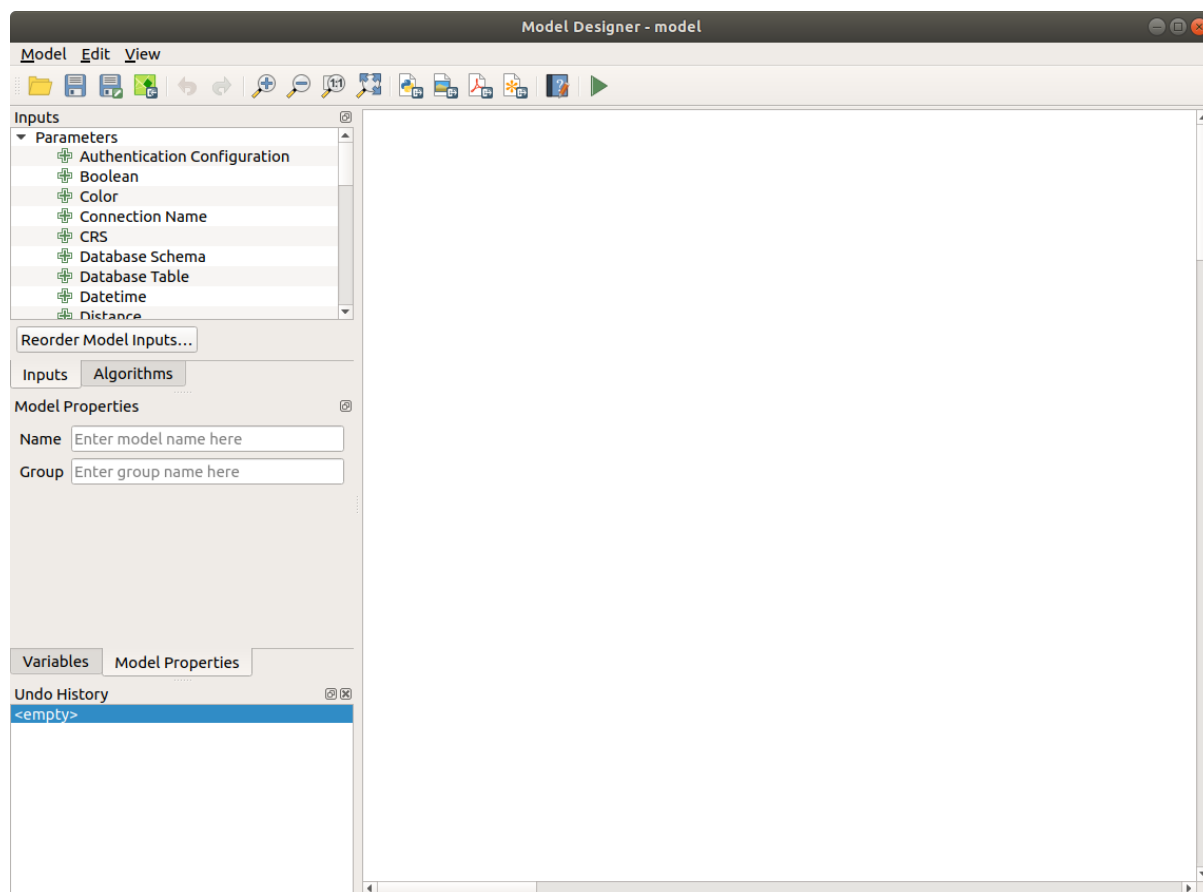 Model Designer - model
Model Edit View
Inputs
Parameters
Authentication Configuration
Boolean
Color
Connection Name
CRS
Database Schema
Database Table
Datetime
Distance
Reorder Model Inputs...
Inputs Algorithms
Model Properties
Name Enter model name here
Group Enter group name here
Variables Model Properties
Undo History
<empty>